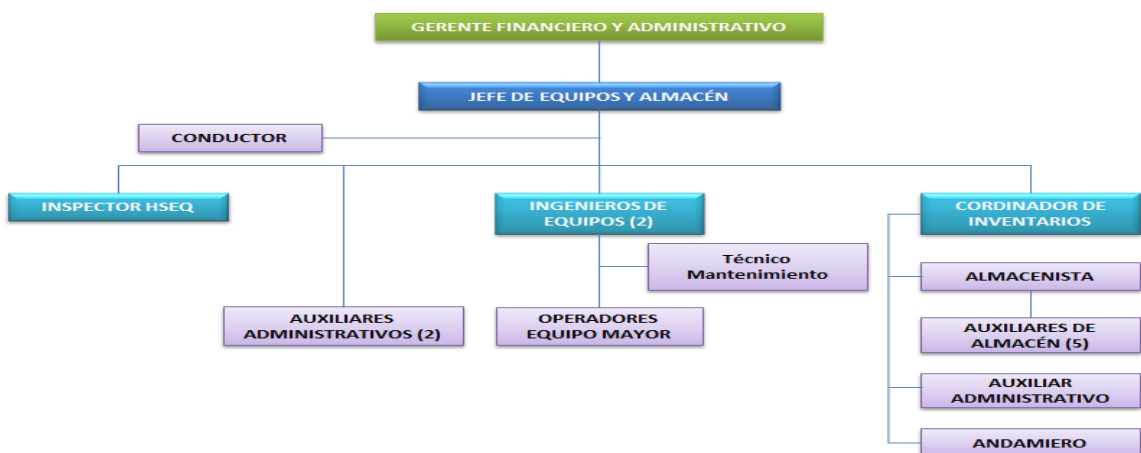 GERENTE FINANCIERO Y ADMINISTRATIVO
JEFE DE EQUIPOS Y ALMACÉN
CONDUCTOR
INSPECTOR HSEQ
INGENIEROS DE
EQUIPOS (2)
CORDINADOR DE
INVENTARIOS
Técnico
Mantenimiento
ALMACENISTA
AUXILIARES
ADMINISTRATIVOS (2)
OPERADORES
EQUIPO MAYOR
AUXILIARES DE
ALMACÉN (5)
AUXILIAR
ADMINISTRATIVO
ANDAMIERO